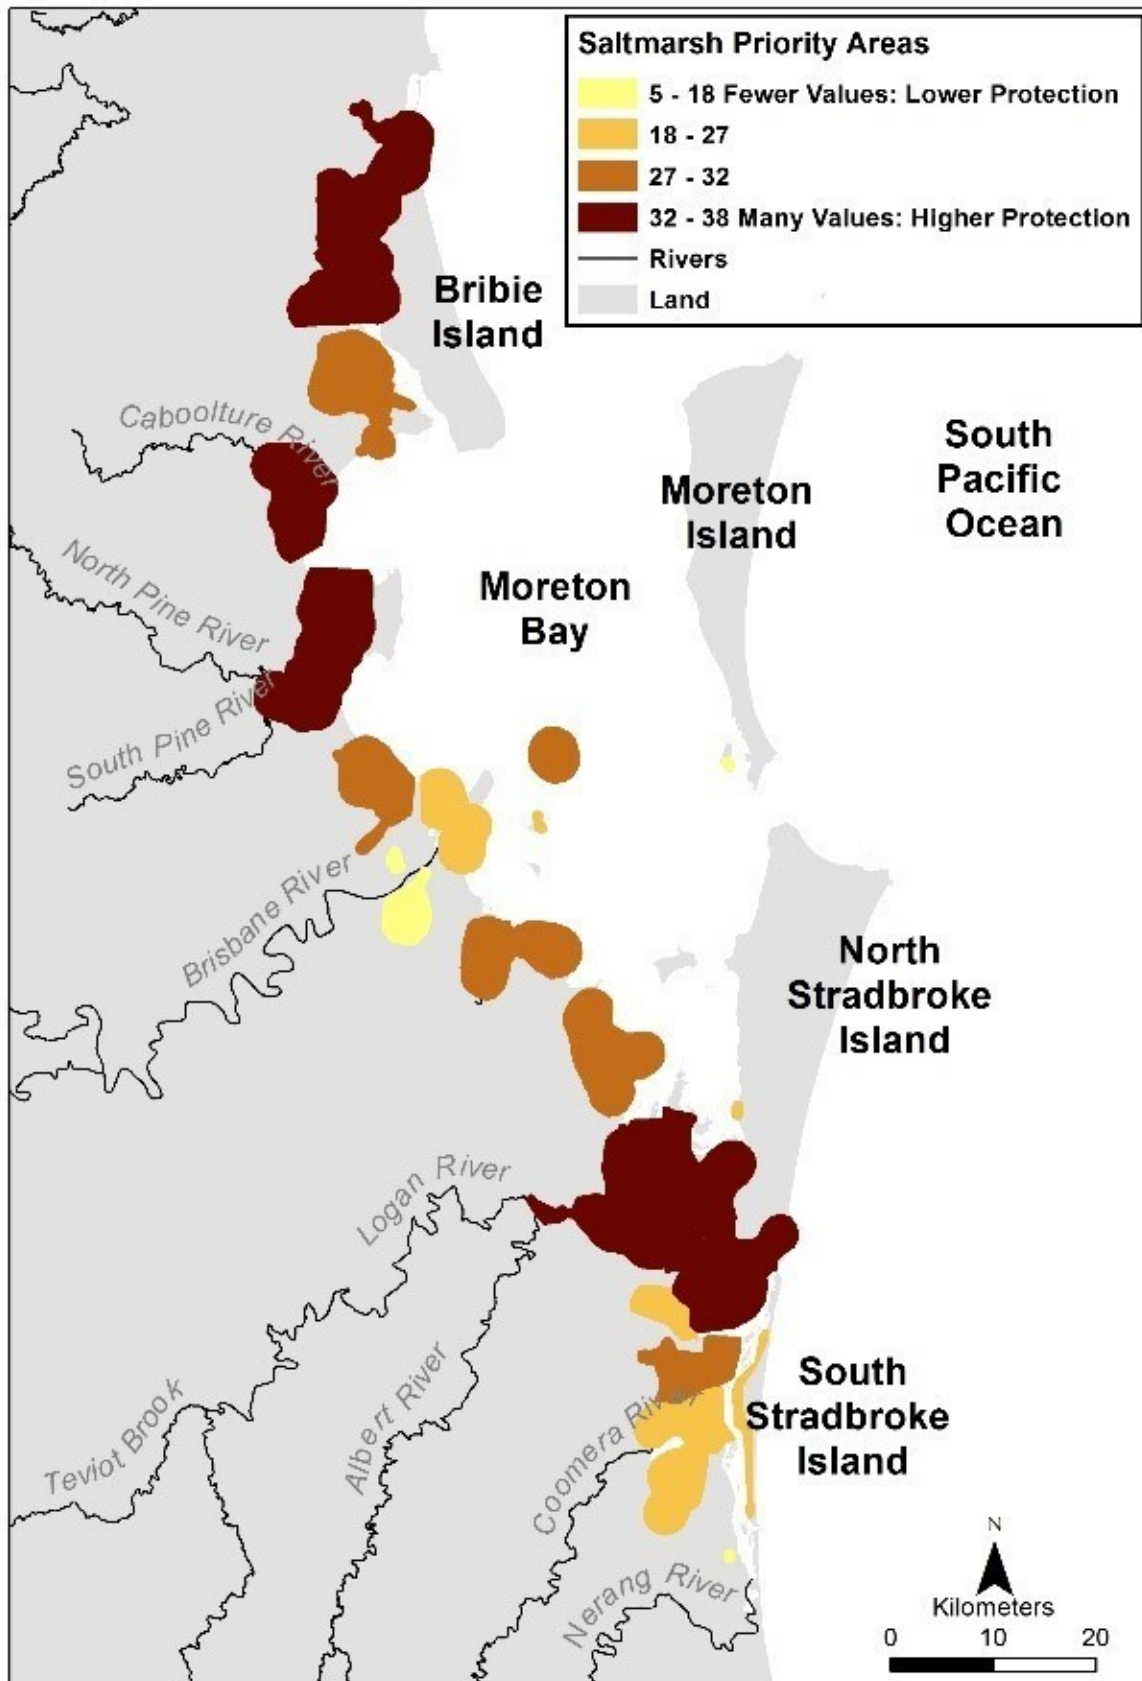 Saltmarsh Priority Areas
5 - 18 Fewer Values: Lower Protection
18 - 27
27 - 32
32 - 38 Many Values: Higher Protection
Rivers
Land
Bribie
Island
Caboolture River
South
Pacific
Ocean
Moreton
Island
North Pine River
Moreton
Bay
South Pine River
Brisbane River
North
Stradbroke
Island
Logan River
Teviot Brook
Albert River
Coomera River
South
Stradbroke
Island
Nerang River
N
Kilometers
0 10 20